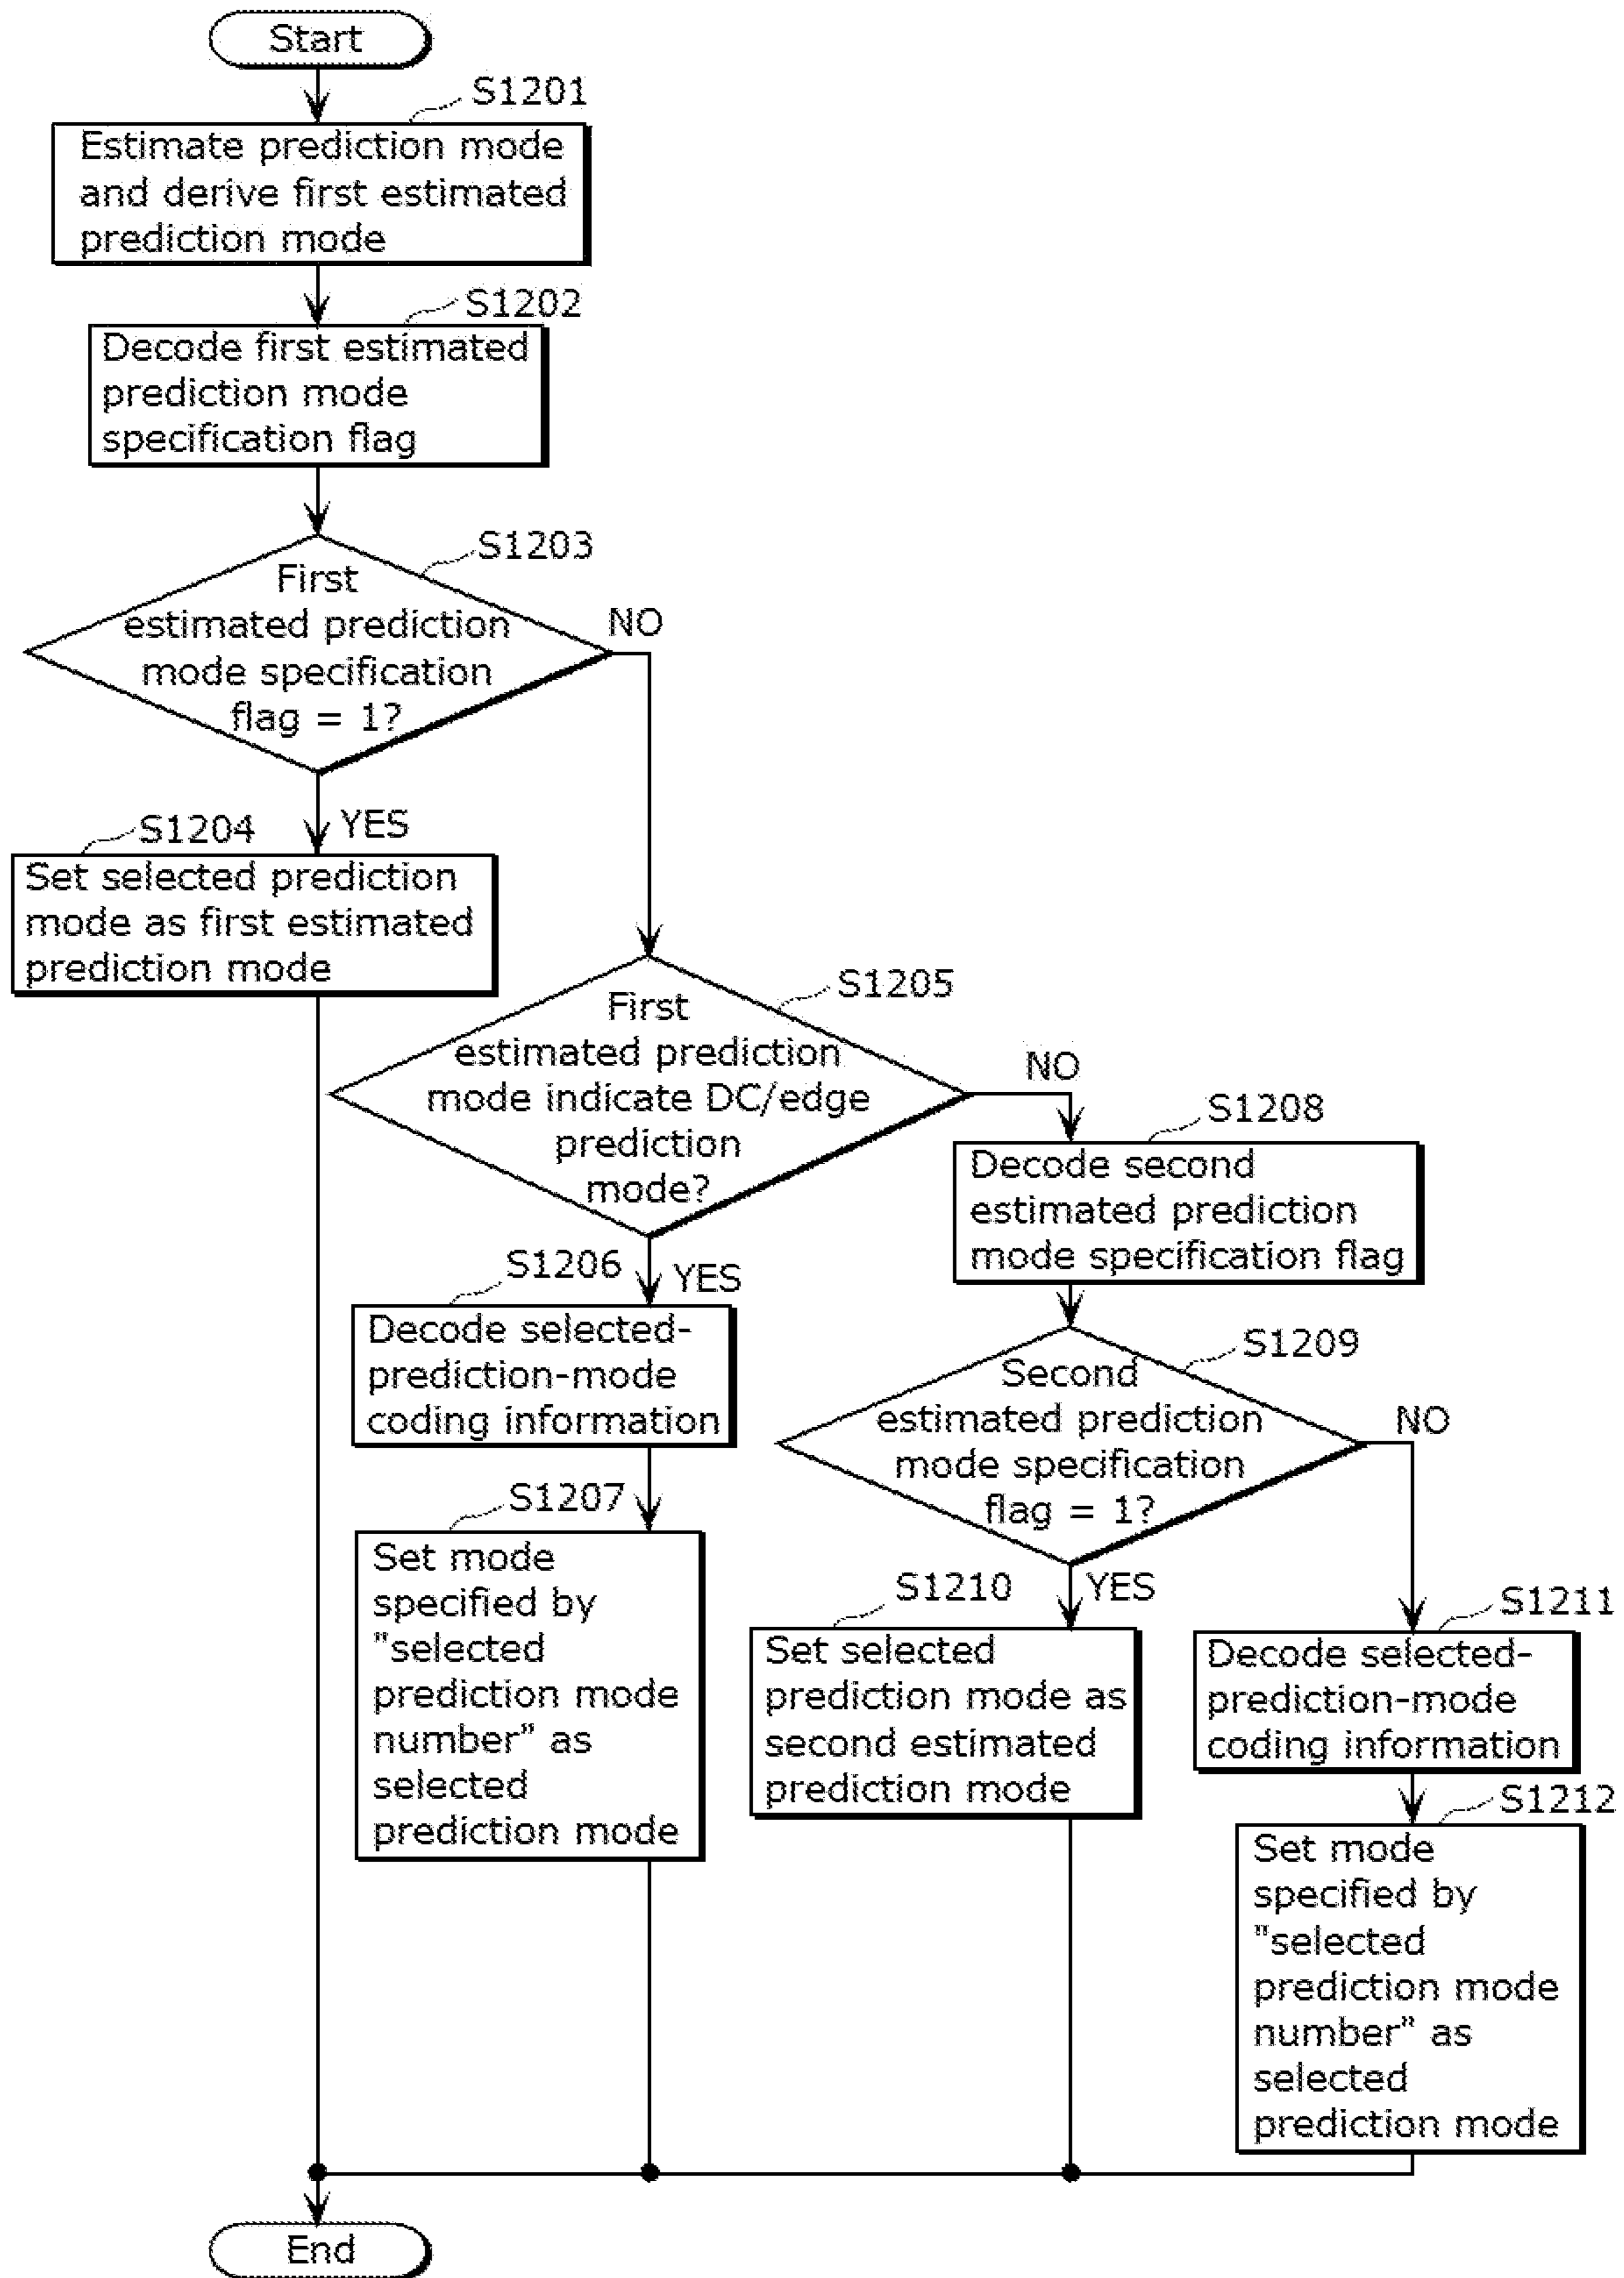 Start
S1201
Estimate prediction mode
and derive first estimated
prediction mode
S1202
Decode first estimated
prediction mode
specification flag
S1203
First
estimated prediction
mode specification
flag = 1?
NO
YES
S1204
Set selected prediction
mode as first estimated
prediction mode
S1205
First
estimated prediction
mode indicate DC/edge
prediction
mode?
NO
YES
S1206
Decode selected-
prediction-mode
coding information
S1207
Set mode
specified by
"selected
prediction mode
number" as
selected
prediction mode
S1208
Decode second
estimated prediction
mode specification flag
S1209
Second
estimated prediction
mode specification
flag = 1?
NO
YES
S1210
Set selected
prediction mode as
second estimated
prediction mode
S1211
Decode selected-
prediction-mode
coding information
S1212
Set mode
specified by
"selected
prediction mode
number" as
selected
prediction mode
End